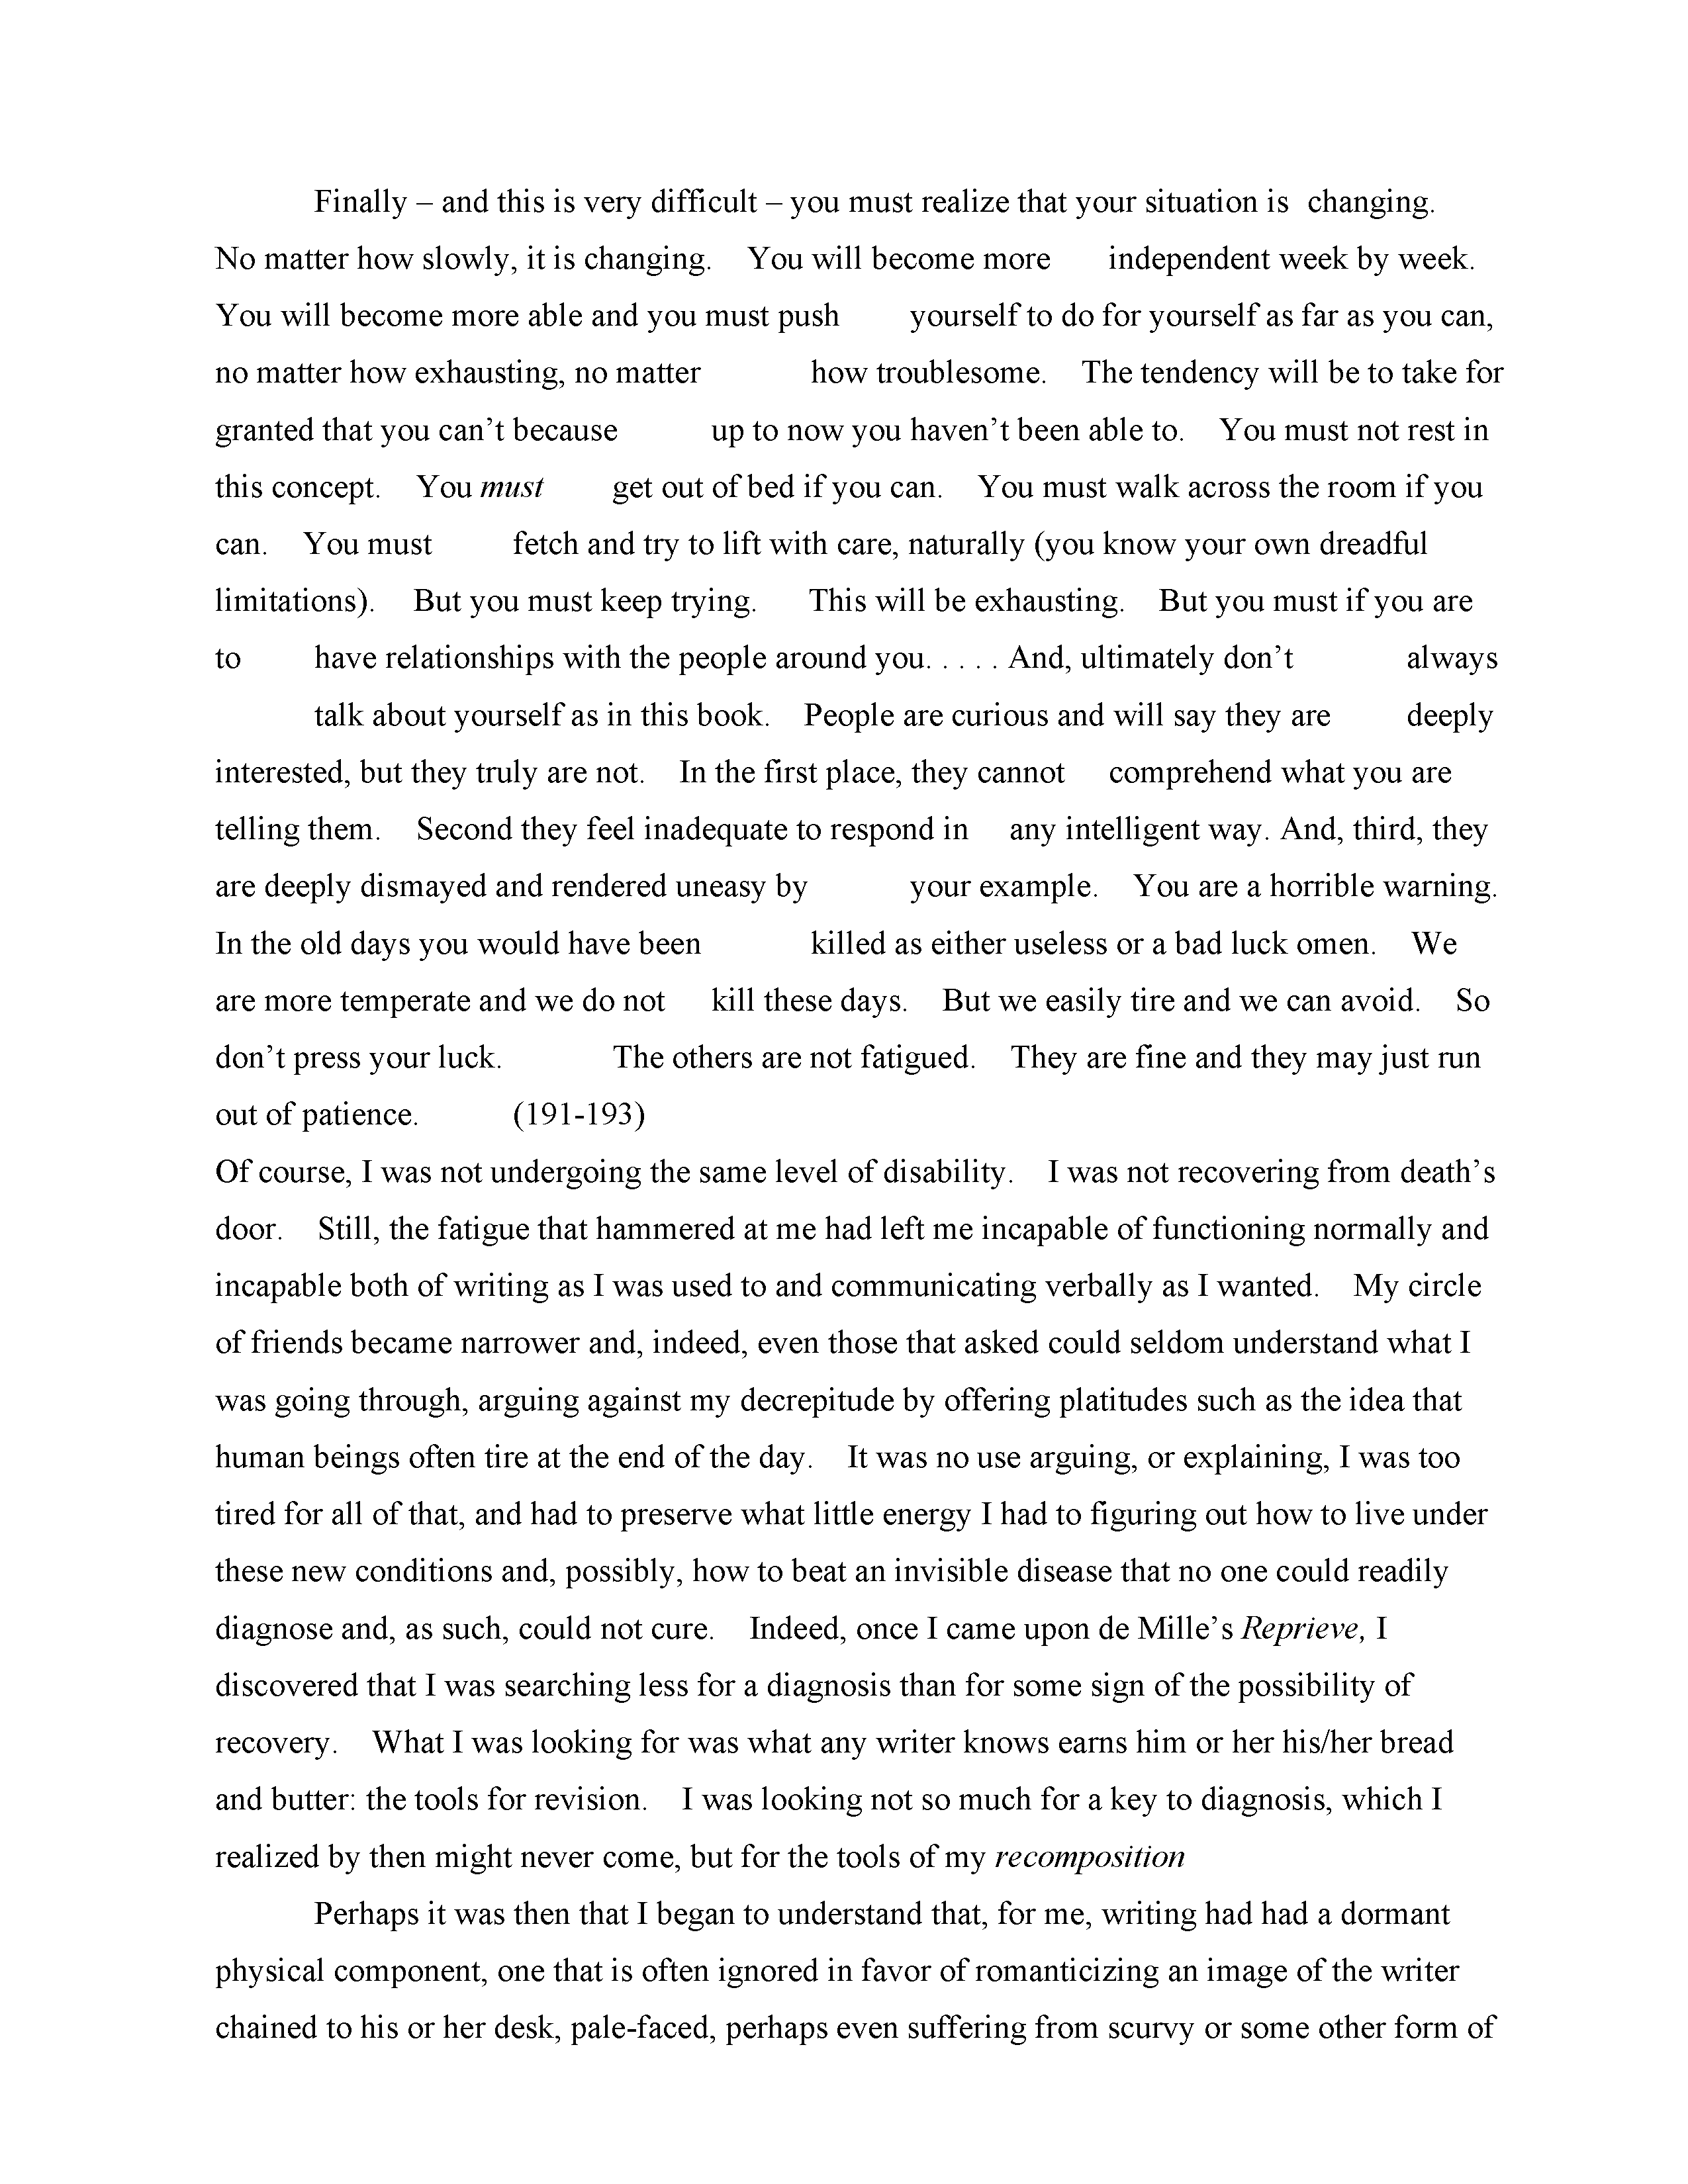 Finally – and this is very difficult – you must realize that your situation is changing.
No matter how slowly, it is changing. You will become more independent week by week.
You will become more able and you must push yourself to do for yourself as far as you can,
no matter how exhausting, no matter how troublesome. The tendency will be to take for
granted that you can’t because up to now you haven’t been able to. You must not rest in
this concept. You must get out of bed if you can. You must walk across the room if you
can. You must fetch and try to lift with care, naturally (you know your own dreadful
limitations). But you must keep trying. This will be exhausting. But you must if you are
to have relationships with the people around you. . . . . And, ultimately don’t always
talk about yourself as in this book. People are curious and will say they are deeply
interested, but they truly are not. In the first place, they cannot comprehend what you are
telling them. Second they feel inadequate to respond in any intelligent way. And, third, they
are deeply dismayed and rendered uneasy by your example. You are a horrible warning.
In the old days you would have been killed as either useless or a bad luck omen. We
are more temperate and we do not kill these days. But we easily tire and we can avoid. So
don’t press your luck. The others are not fatigued. They are fine and they may just run
out of patience. (191-193)
Of course, I was not undergoing the same level of disability. I was not recovering from death’s
door. Still, the fatigue that hammered at me had left me incapable of functioning normally and
incapable both of writing as I was used to and communicating verbally as I wanted. My circle
of friends became narrower and, indeed, even those that asked could seldom understand what I
was going through, arguing against my decrepitude by offering platitudes such as the idea that
human beings often tire at the end of the day. It was no use arguing, or explaining, I was too
tired for all of that, and had to preserve what little energy I had to figuring out how to live under
these new conditions and, possibly, how to beat an invisible disease that no one could readily
diagnose and, as such, could not cure. Indeed, once I came upon de Mille’s Reprieve, I
discovered that I was searching less for a diagnosis than for some sign of the possibility of
recovery. What I was looking for was what any writer knows earns him or her his/her bread
and butter: the tools for revision. I was looking not so much for a key to diagnosis, which I
realized by then might never come, but for the tools of my recomposition
Perhaps it was then that I began to understand that, for me, writing had had a dormant
physical component, one that is often ignored in favor of romanticizing an image of the writer
chained to his or her desk, pale-faced, perhaps even suffering from scurvy or some other form of